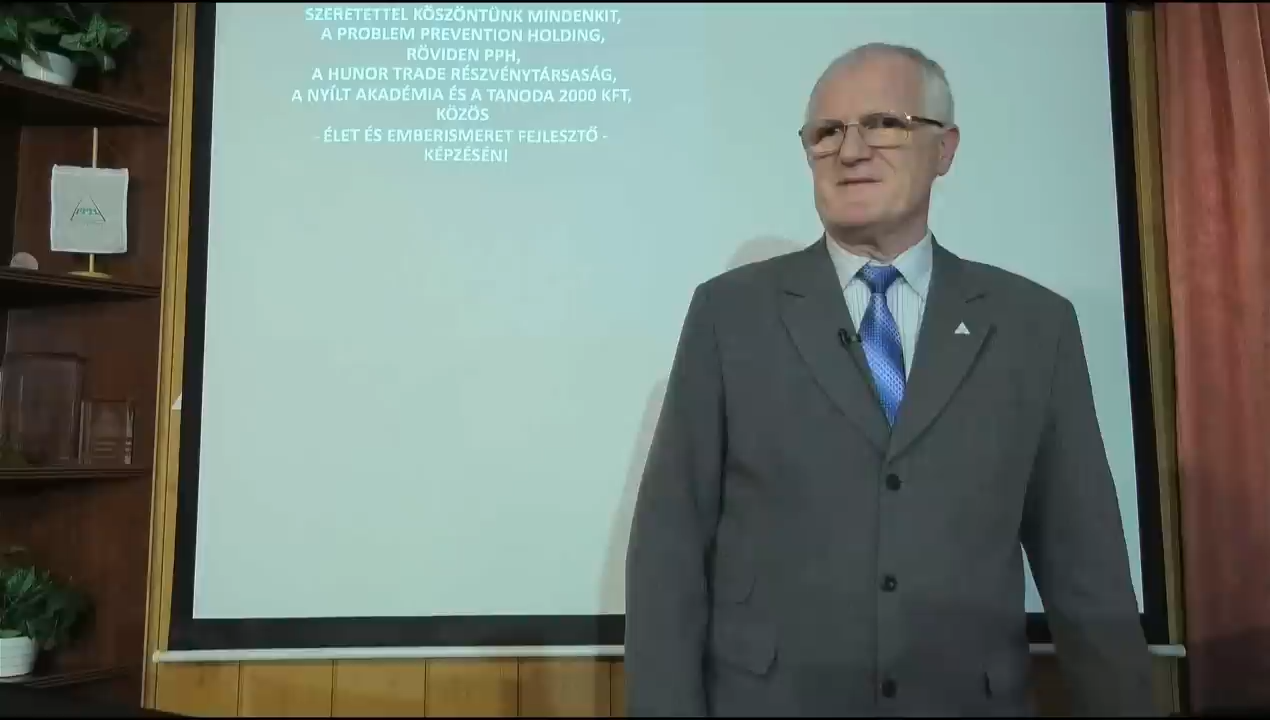 SZERETETTEL KÖSZÖNTÜNK MINDENKIT,
A PROBLEM PREVENTION HOLDING,
RÖVIDEN PPH,
A HUNOR TRADE RÉSZVÉNYTÁRSASÁG,
A NYÍLT AKADÉMIA ÉS A TANODA 2000 KFT,
KÖZÖS
- ÉLET ÉS EMBERISMERET FEJLESZTŐ -
KÉPZÉSÉN!